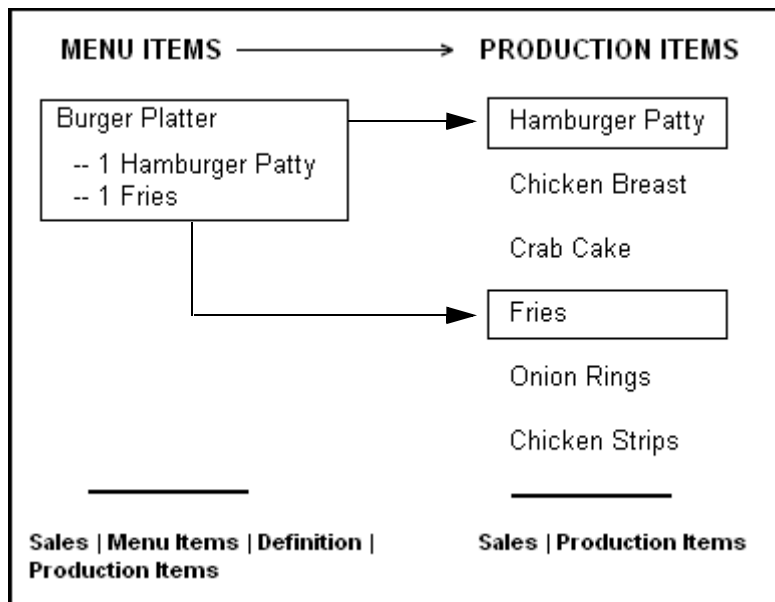 MENU ITEMS
PRODUCTION ITEMS
Burger Platter
-- 1 Hamburger Patty
-- 1 Fries
Hamburger Patty
Chicken Breast
Crab Cake
Fries
Onion Rings
Chicken Strips
Sales | Menu Items | Definition |
Production Items
Sales | Production Items